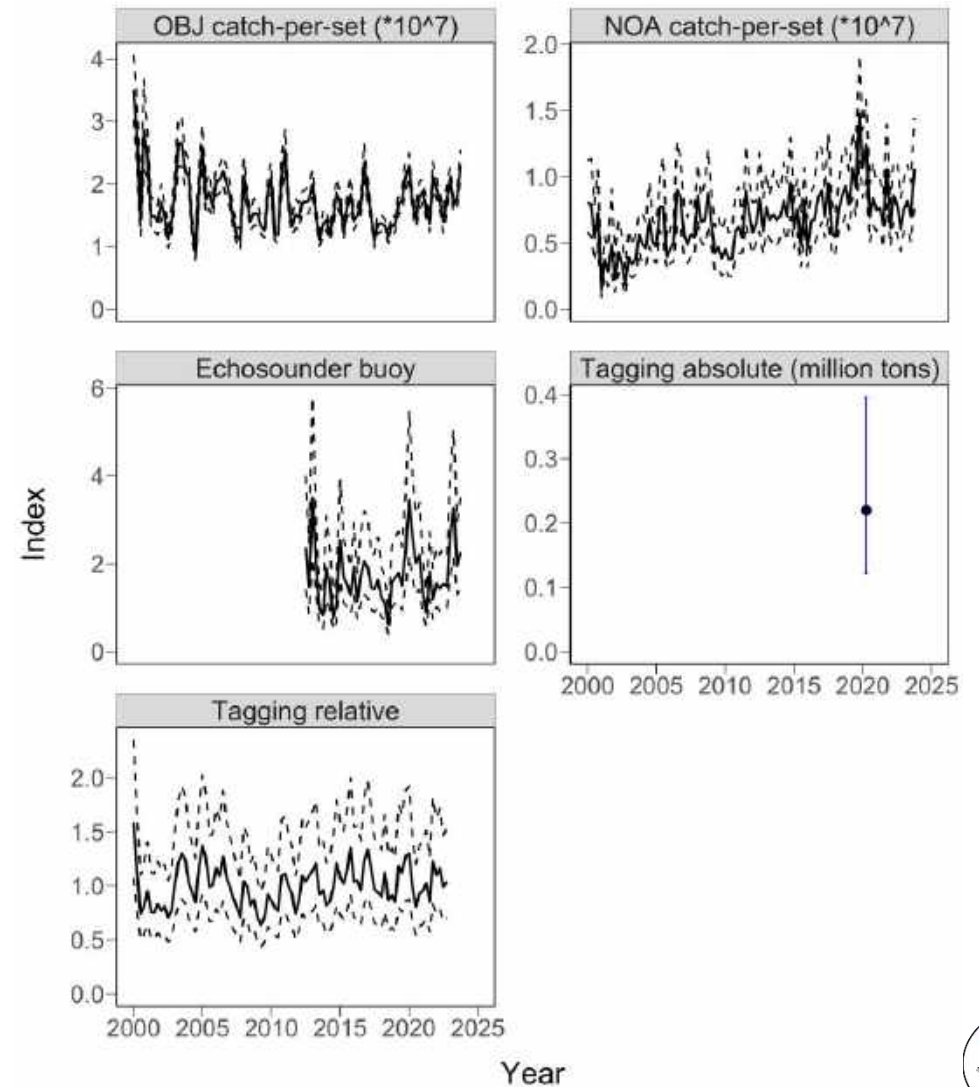 OBJ catch-per-set (*10^7)
4
3
2
1
0
NOA catch-per-set (*10^7)
2.0
1.5
1.0
0.5
0.0
Echosounder buoy
6
4
2
0
Tagging absolute (million tons)
0.4
0.3
0.2
0.1
0.0
2000 2005 2010 2015 2020 2025
Index
Tagging relative
2.0
1.5
1.0
0.5
0.0
2000 2005 2010 2015 2020 2025
Year